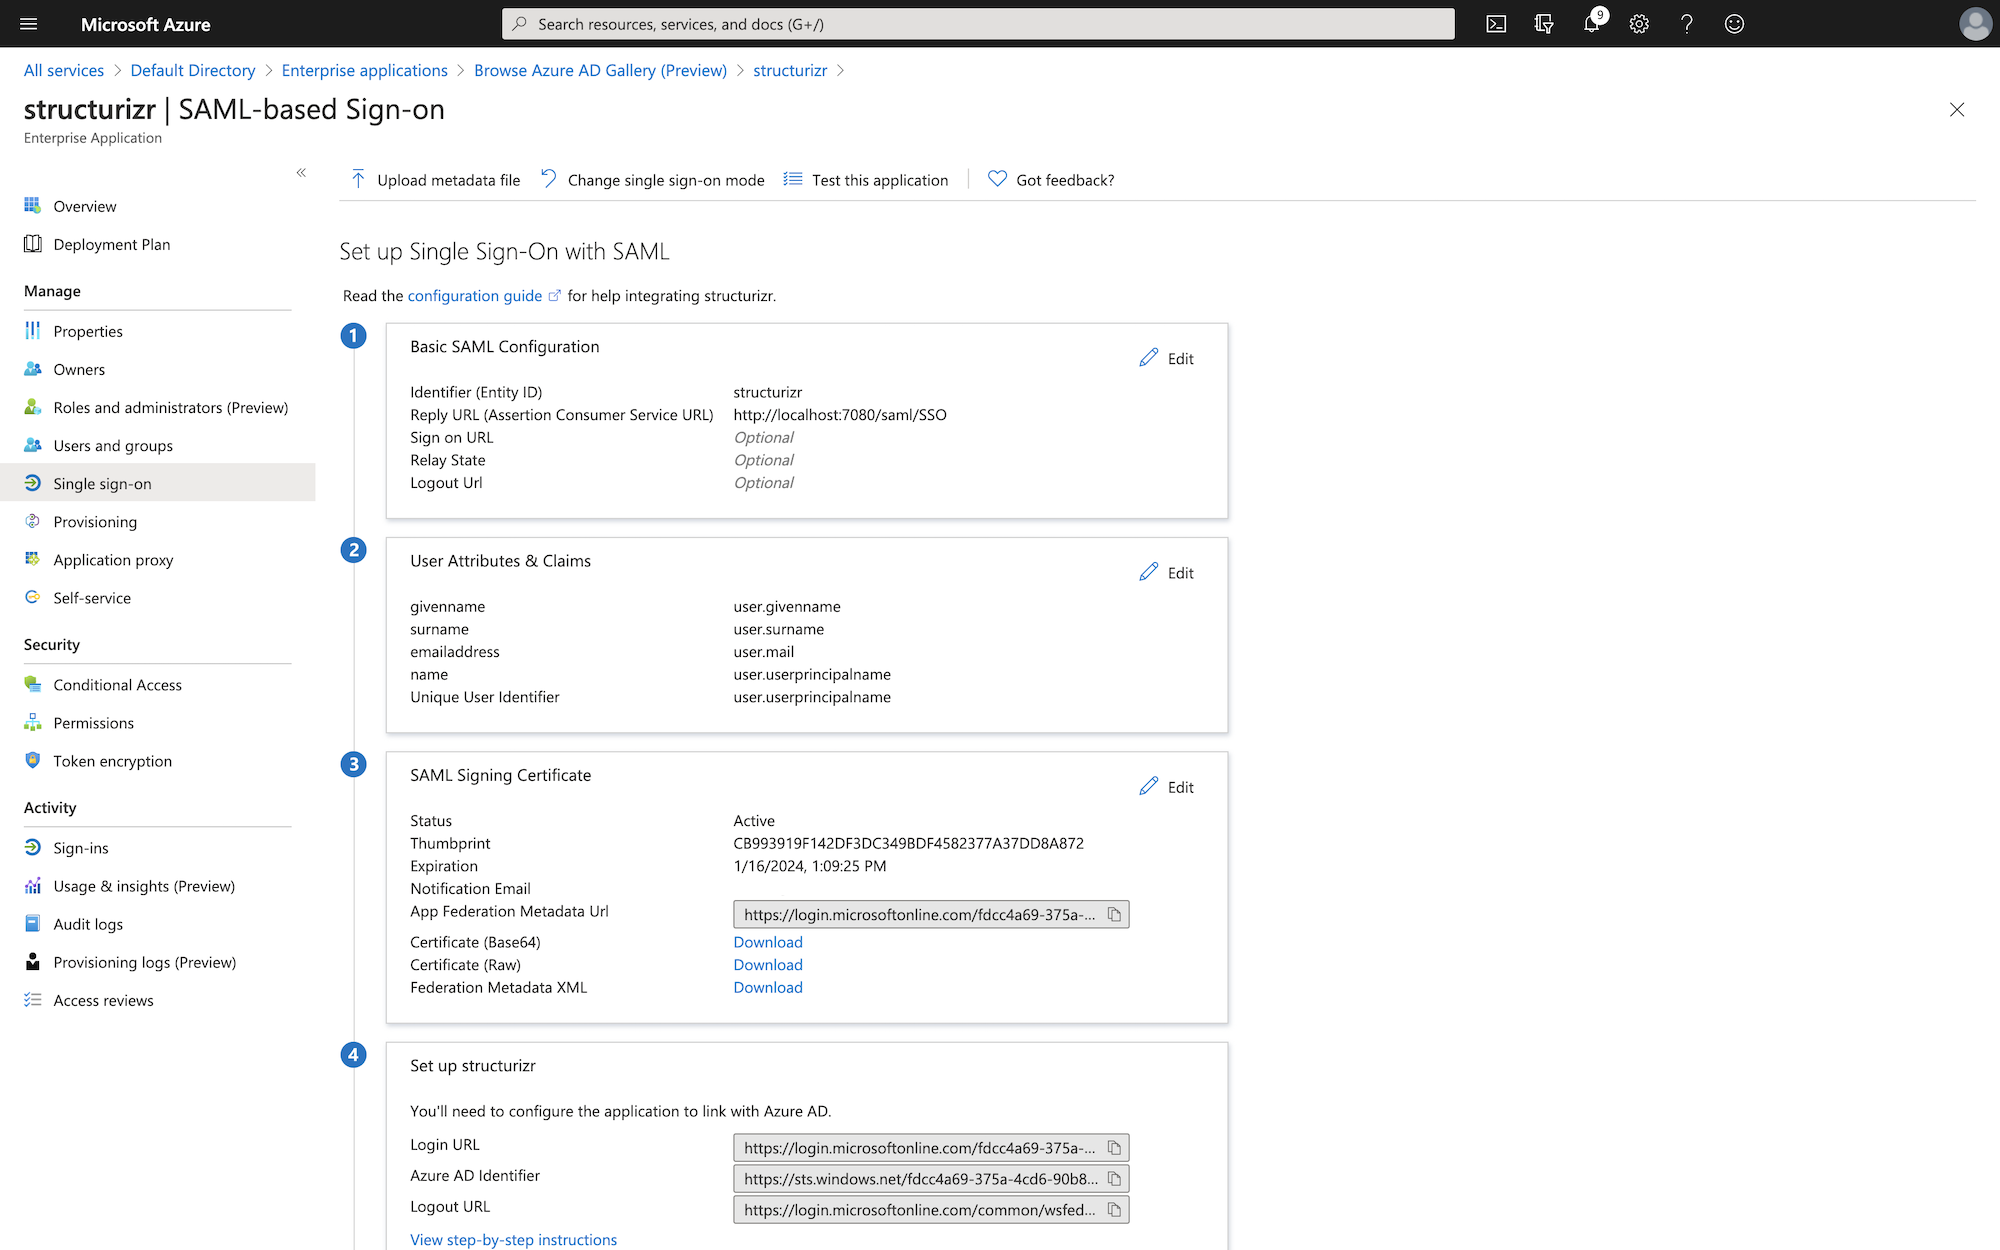 Microsoft Azure
Search resources, services, and docs (G+/)
9
All services > Default Directory > Enterprise applications > Browse Azure AD Gallery (Preview) > structurizr >
structurizr | SAML-based Sign-on
Enterprise Application
«
Upload metadata file
Change single sign-on mode
Test this application
Got feedback?
Overview
Deployment Plan
Manage
Properties
Owners
Roles and administrators (Preview)
Users and groups
Single sign-on
Provisioning
Application proxy
Self-service
Security
Conditional Access
Permissions
Token encryption
Activity
Sign-ins
Usage & insights (Preview)
Audit logs
Provisioning logs (Preview)
Access reviews
Set up Single Sign-On with SAML
Read the configuration guide for help integrating structurizr.
1
Basic SAML Configuration
Edit
Identifier (Entity ID) structurizr
Reply URL (Assertion Consumer Service URL) http://localhost:7080/saml/SSO
Sign on URL Optional
Relay State Optional
Logout Url Optional
2
User Attributes & Claims
Edit
givenname user.givenname
surname user.surname
emailaddress user.mail
name user.userprincipalname
Unique User Identifier user.userprincipalname
3
SAML Signing Certificate
Edit
Status Active
Thumbprint CB993919F142DF3DC349BDF4582377A37DD8A872
Expiration 1/16/2024, 1:09:25 PM
Notification Email
App Federation Metadata Url https://login.microsoftonline.com/fdcc4a69-375a-...
Certificate (Base64) Download
Certificate (Raw) Download
Federation Metadata XML Download
4
Set up structurizr
You'll need to configure the application to link with Azure AD.
Login URL https://login.microsoftonline.com/fdcc4a69-375a-...
Azure AD Identifier https://sts.windows.net/fdcc4a69-375a-4cd6-90b8...
Logout URL https://login.microsoftonline.com/common/wsfed...
View step-by-step instructions